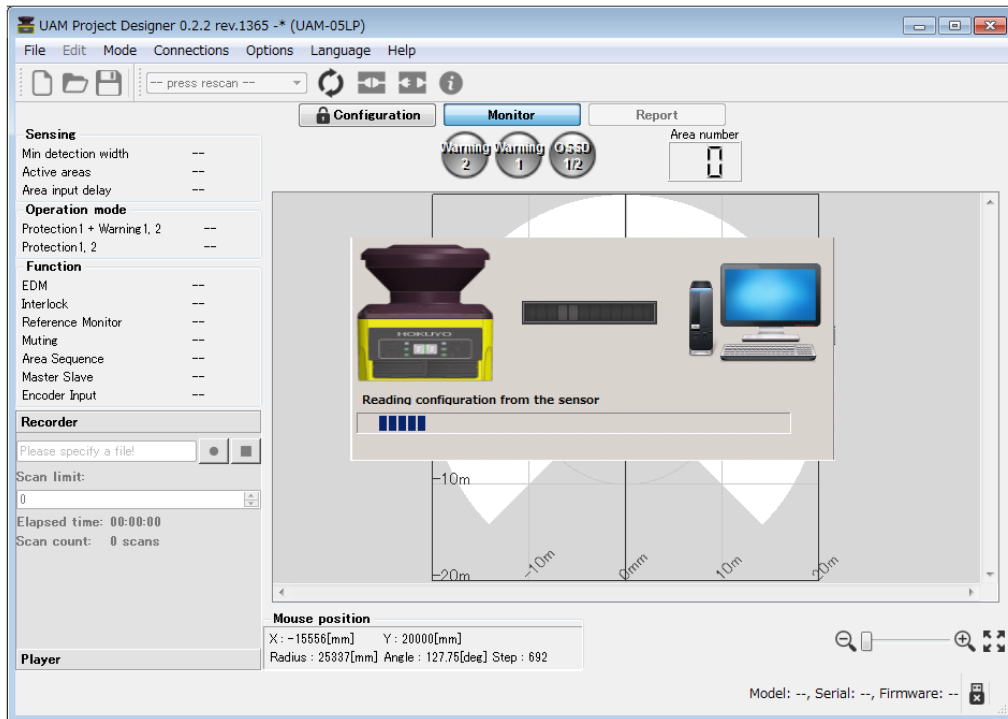 UAM Project Designer 0.2.2 rev.1365 -* (UAM-05LP)
File Edit Mode Connections Options Language Help
-- press rescan --
Configuration Monitor Report
Sensing
Min detection width --
Active areas --
Area input delay --
Operation mode
Protection1 + Warning1, 2 --
Protection1, 2 --
Function
EDM --
Interlock --
Reference Monitor --
Muting --
Area Sequence --
Master Slave --
Encoder Input --
Recorder
Please specify a file!
Scan limit:
0
Elapsed time: 00:00:00
Scan count: 0 scans
Player
Warning 2
Warning 1
OSSD 1/2
Area number
0
HOKUYO
Reading configuration from the sensor
-10m
-20m
-10m
0mm
10m
20m
Mouse position
X : -15556[mm] Y : 20000[mm]
Radius : 25337[mm] Angle : 127.75[deg] Step : 692
Model: --, Serial: --, Firmware: --